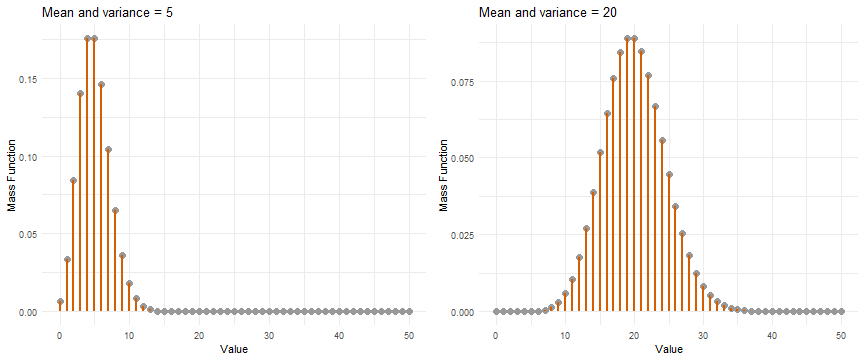 Mean and variance = 5
Mass Function
0.15
0.10
0.05
0.00
0 10 20 30 40 50
Value
Mean and variance = 20
Mass Function
0.075
0.050
0.025
0.000
0 10 20 30 40 50
Value